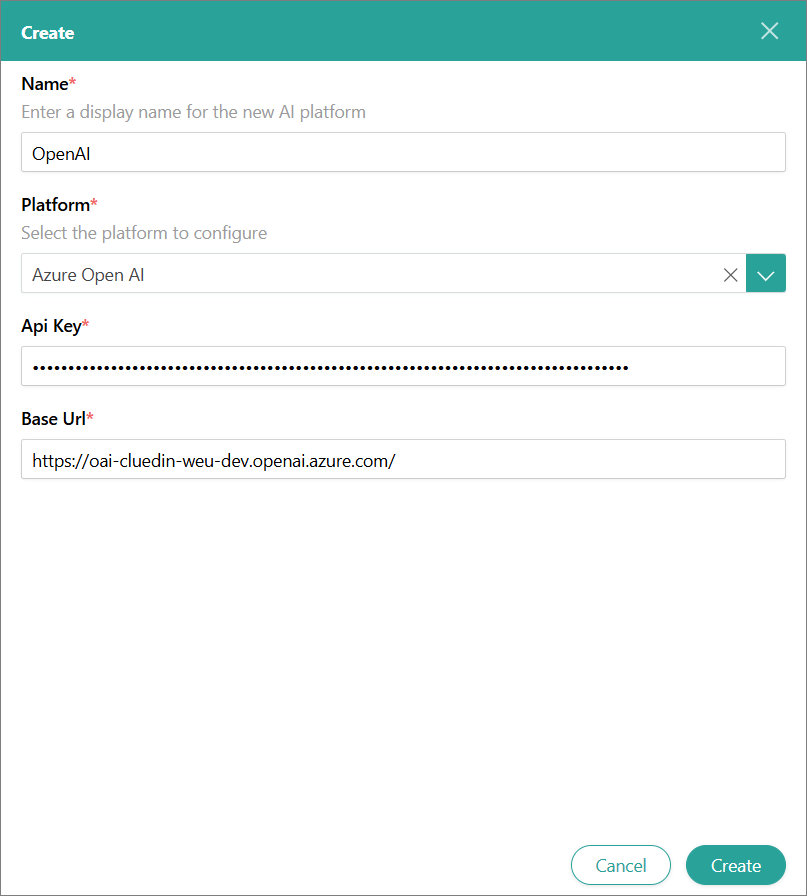 Create
Name*
Enter a display name for the new AI platform
OpenAI
Platform*
Select the platform to configure
Azure Open AI
Api Key*
Base Url*
https://oai-cluedin-weu-dev.openai.azure.com/
Cancel
Create